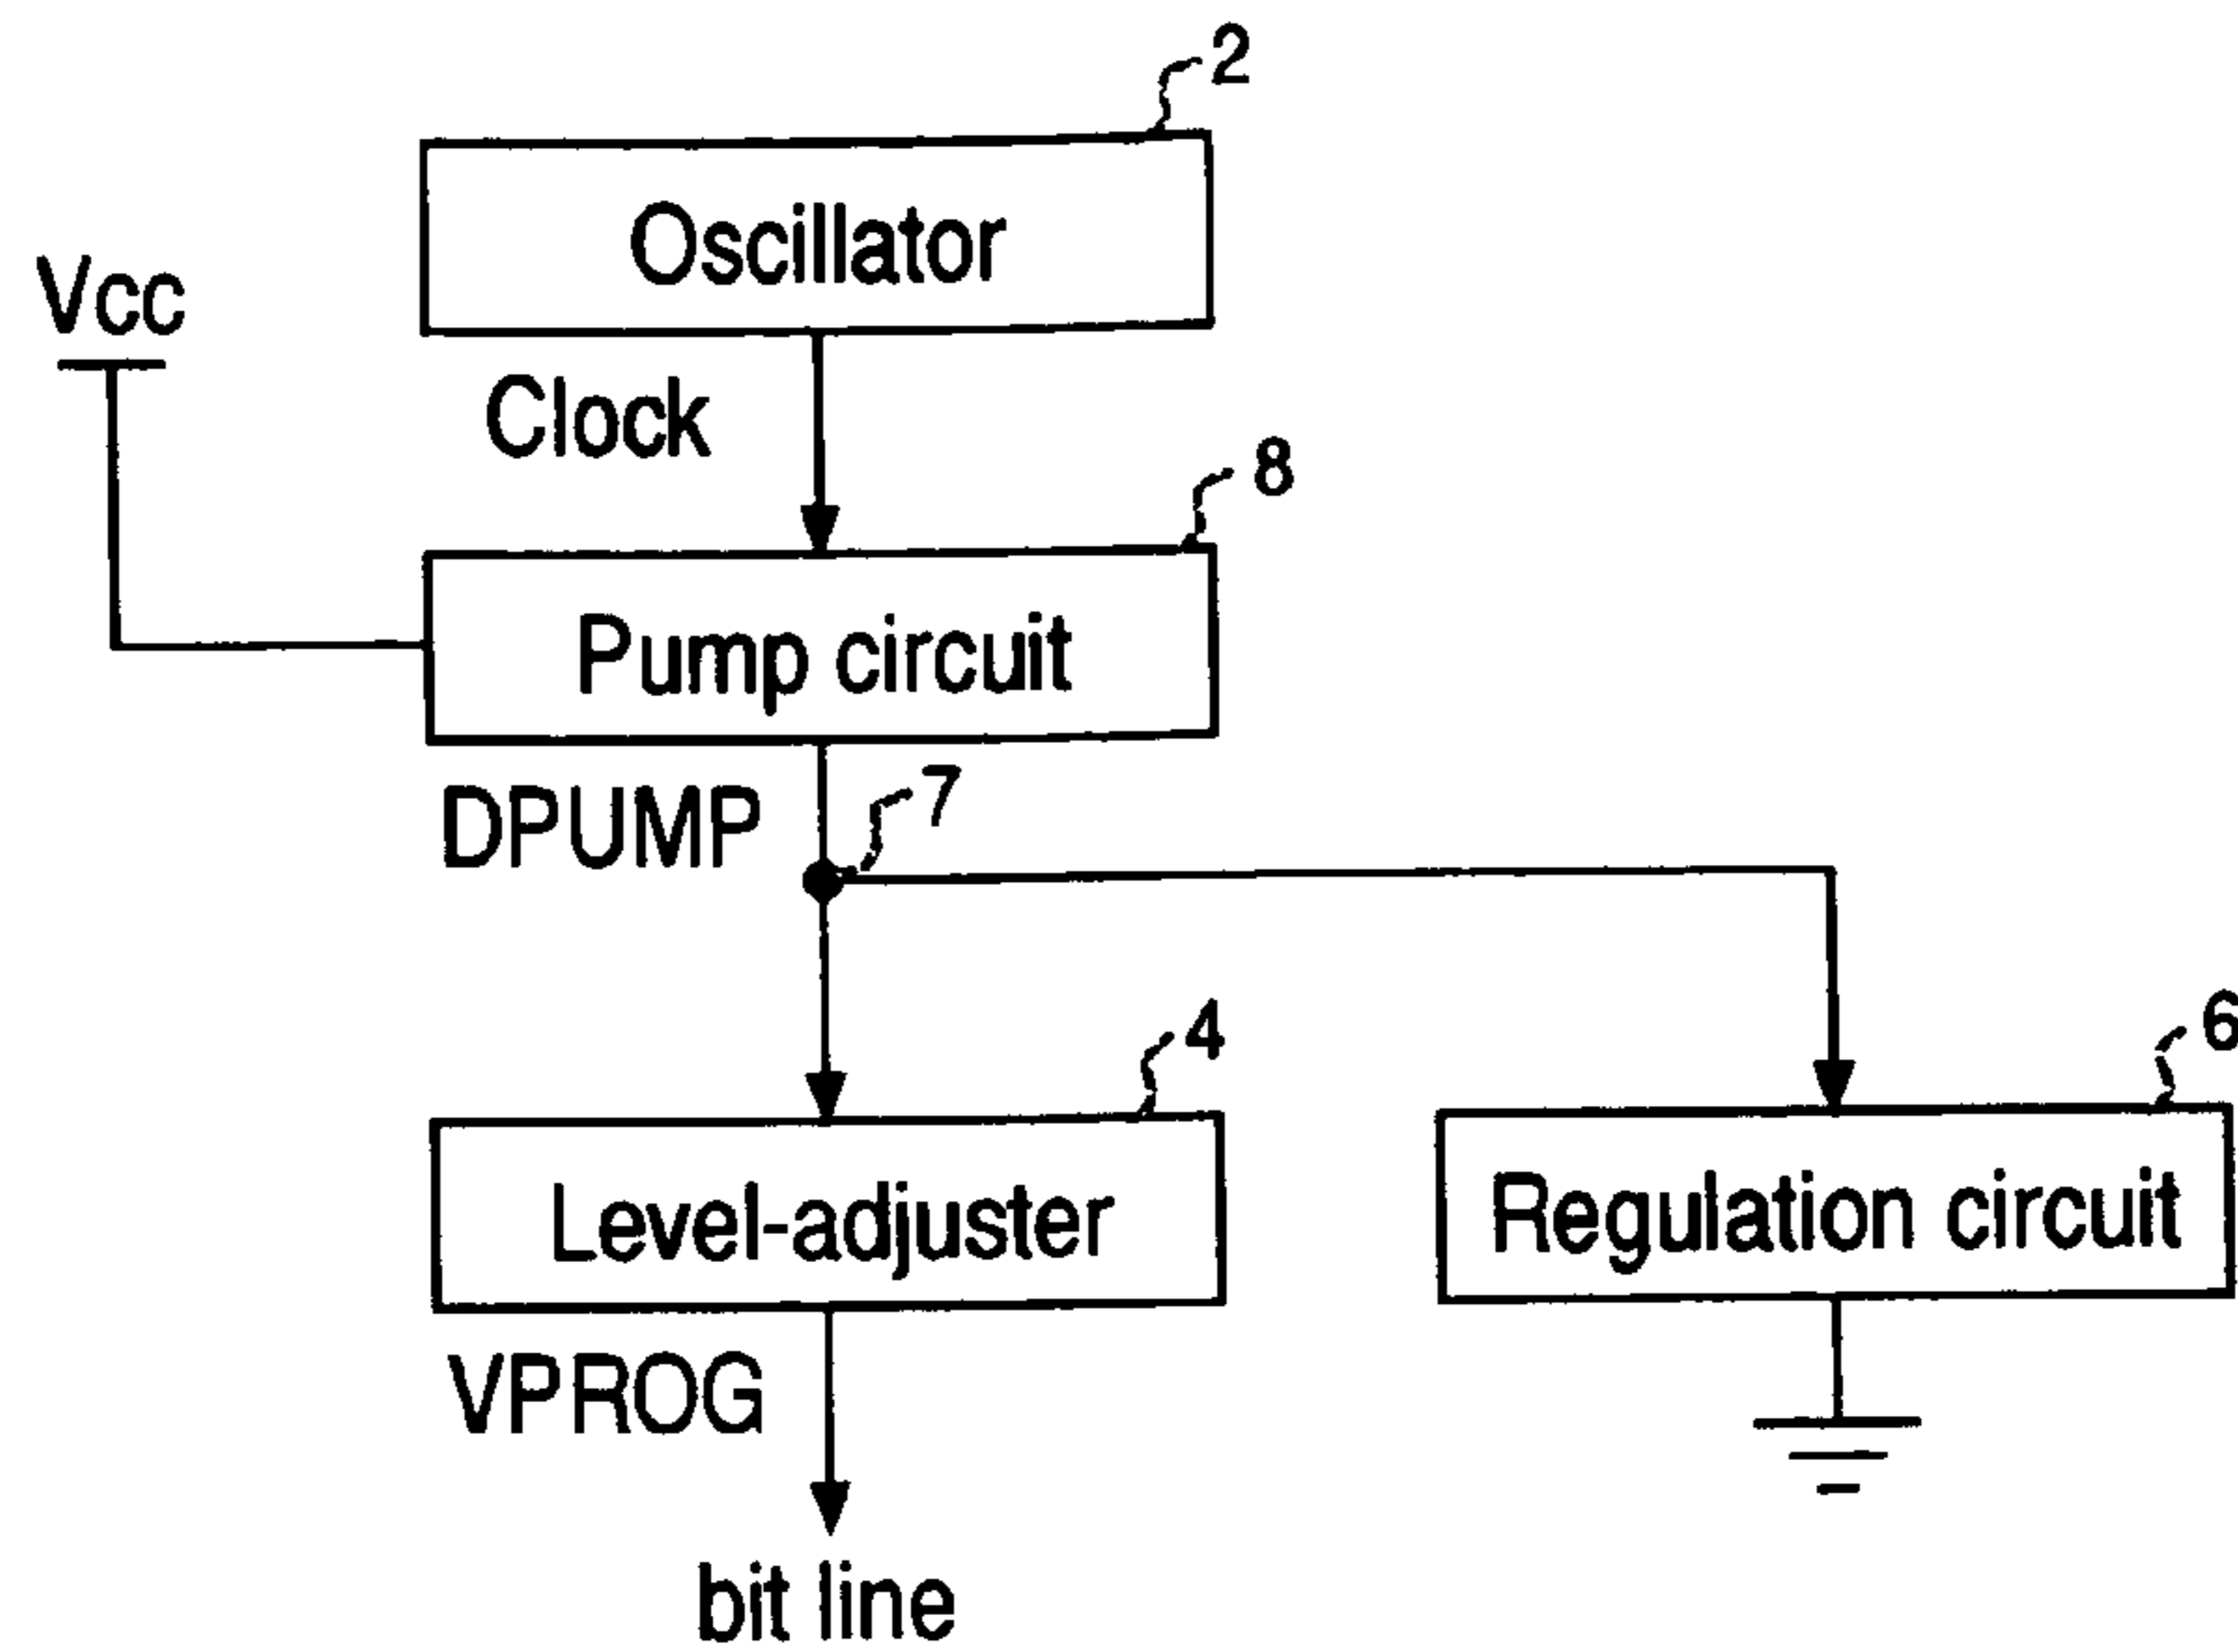 2
Oscillator
Vcc
Clock
8
Pump circuit
DPUMP
7
4
6
Level-adjuster
Regulation circuit
VPROG
bit line